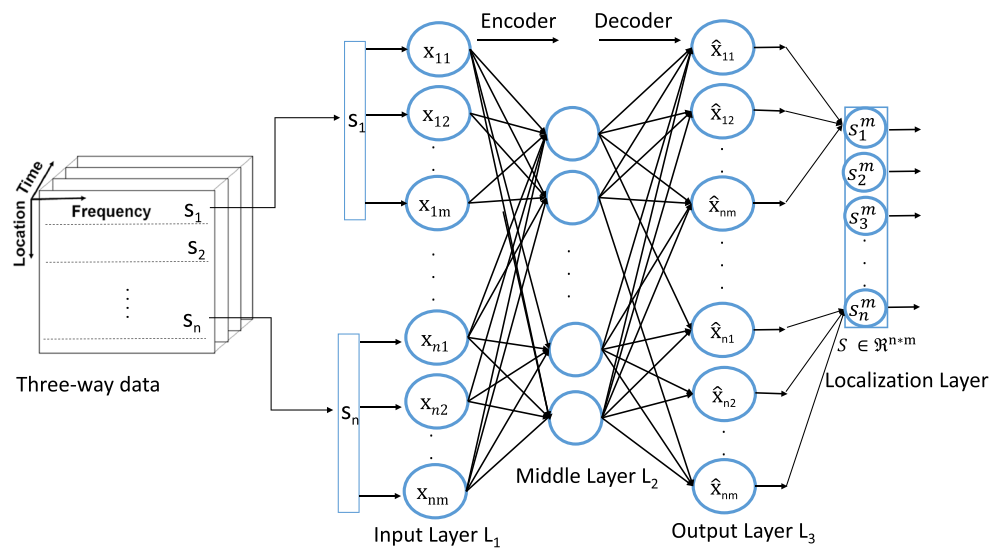 Encoder
Decoder
Time
Location
Frequency
S1
S2
⋮
Sn
Three-way data
S1
Sn
x11
x12
.
x1m
.
.
.
xn1
xn2
.
xnm
Input Layer L1
. . .
Middle Layer L2
x̂11
x̂12
.
x̂nm
.
.
.
x̂n1
x̂n2
.
x̂nm
Output Layer L3
S₁ᵐ
S₂ᵐ
S₃ᵐ
.
.
Sₙᵐ
S ∈ ℜn*m
Localization Layer